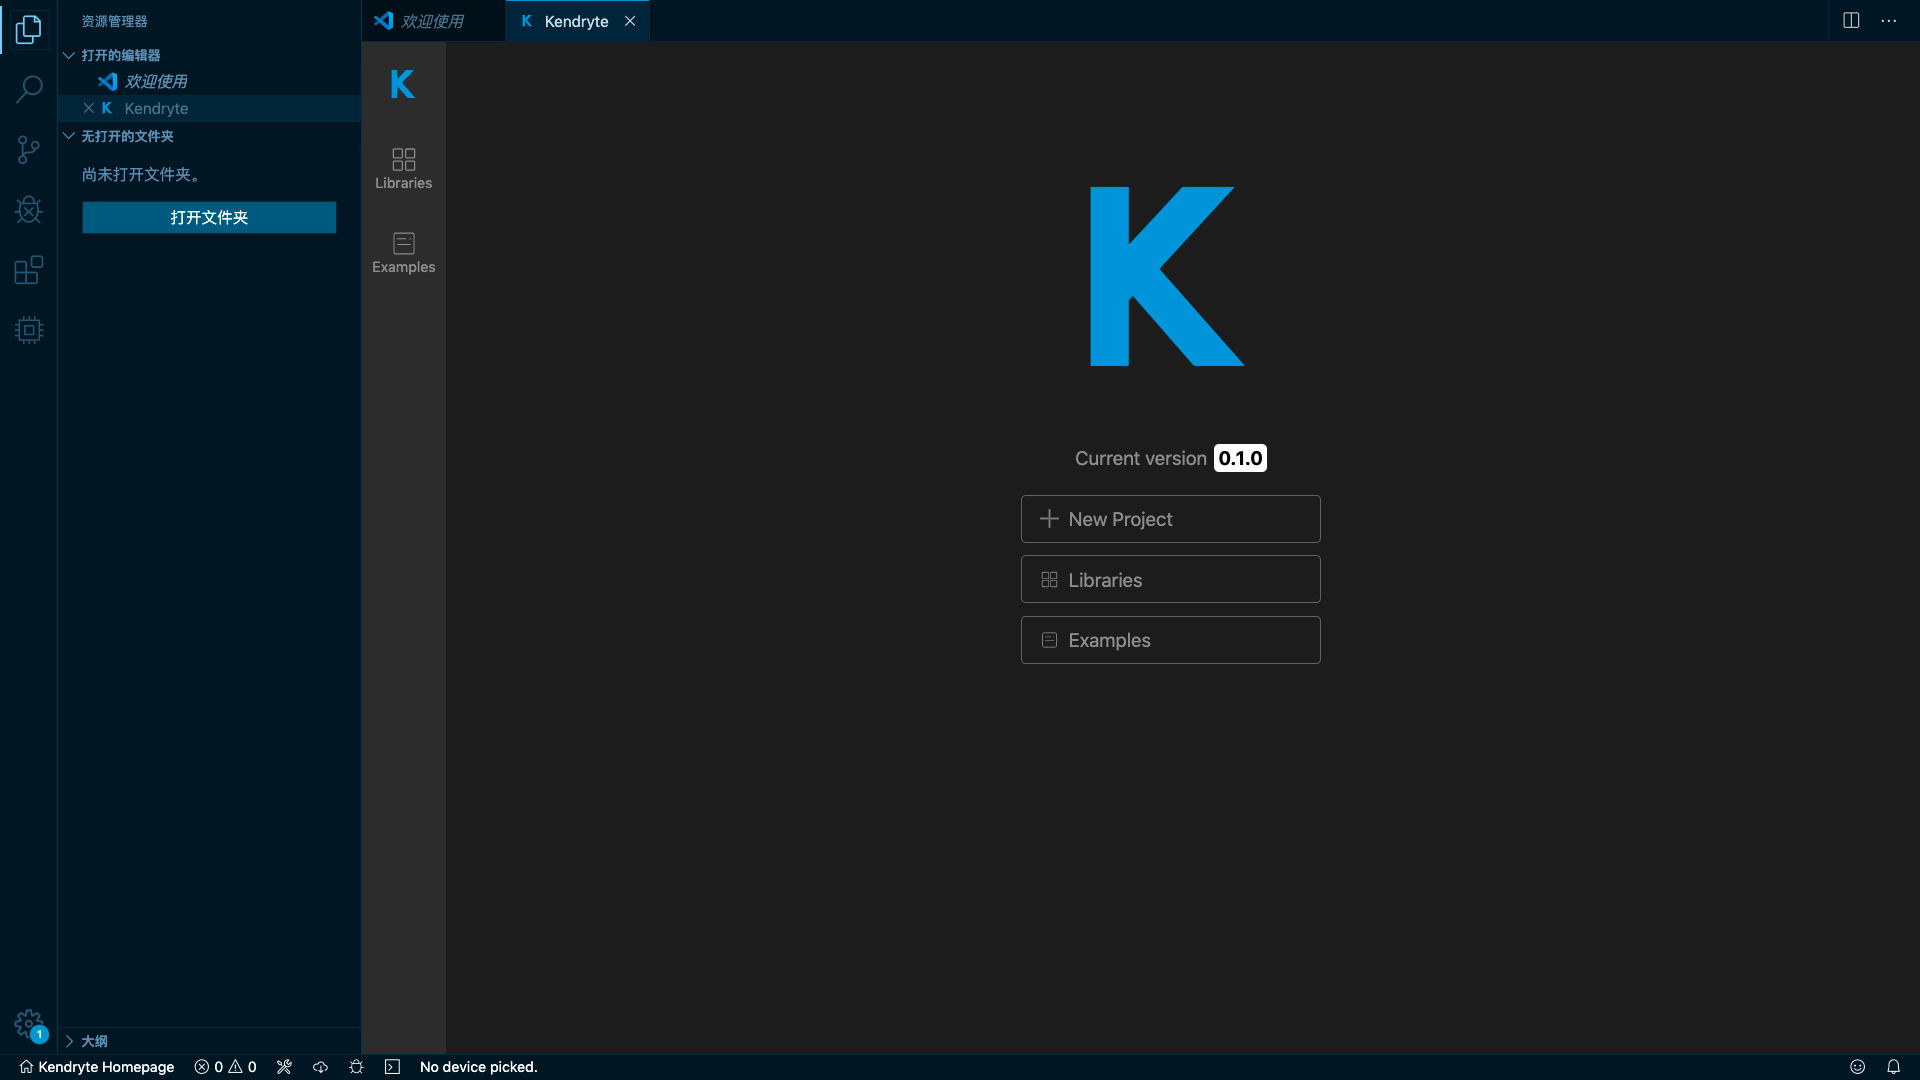 资源管理器
打开的编辑器
欢迎使用
Kendryte
无打开的文件夹
尚未打开文件夹。
打开文件夹
大纲
欢迎使用
Kendryte
K
Libraries
Examples
K
Current version 0.1.0
New Project
Libraries
Examples
1
Kendryte Homepage 0 0 No device picked.